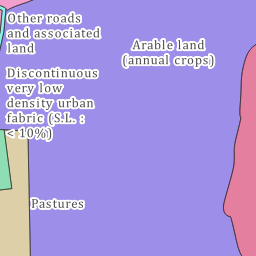 Other roads
and associated
land
Arable land
(annual crops)
Discontinuous
very low
density urban
fabric (S.L. :
< 10%)
Pastures